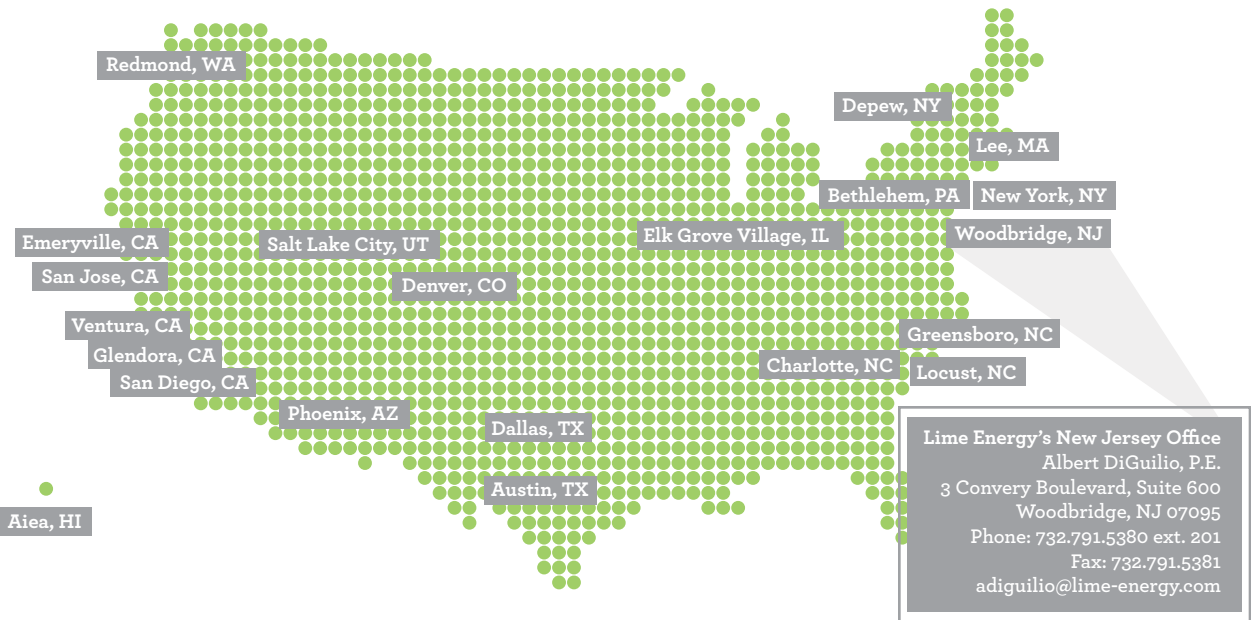 Redmond, WA
Depew, NY
Lee, MA
Bethlehem, PA
New York, NY
Emeryville, CA
Salt Lake City, UT
Elk Grove Village, IL
Woodbridge, NJ
San Jose, CA
Denver, CO
Ventura, CA
Greensboro, NC
Glendora, CA
Charlotte, NC
Locust, NC
San Diego, CA
Phoenix, AZ
Dallas, TX
Austin, TX
Aiea, HI
Lime Energy’s New Jersey Office
Albert DiGuilio, P.E.
3 Convery Boulevard, Suite 600
Woodbridge, NJ 07095
Phone: 732.791.5380 ext. 201
Fax: 732.791.5381
adiguilio@lime-energy.com